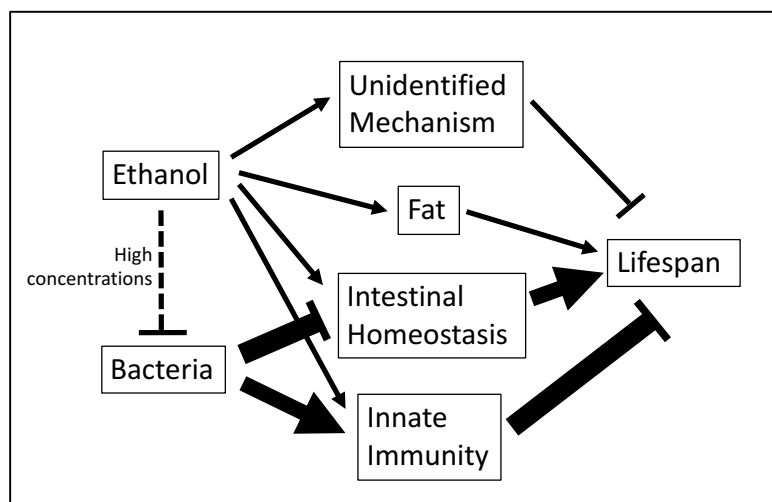 Unidentified
Mechanism
Ethanol
Fat
High
concentrations
Lifespan
Intestinal
Homeostasis
Bacteria
Innate
Immunity